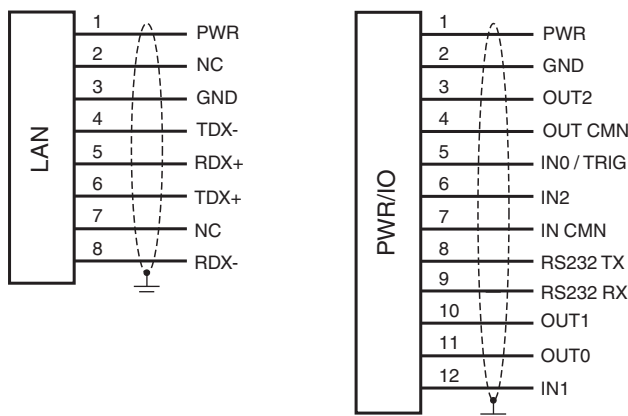 LAN
1 PWR
2 NC
3 GND
4 TDX-
5 RDX+
6 TDX+
7 NC
8 RDX-
PWR/IO
1 PWR
2 GND
3 OUT2
4 OUT CMN
5 IN0 / TRIG
6 IN2
7 IN CMN
8 RS232 TX
9 RS232 RX
10 OUT1
11 OUT0
12 IN1